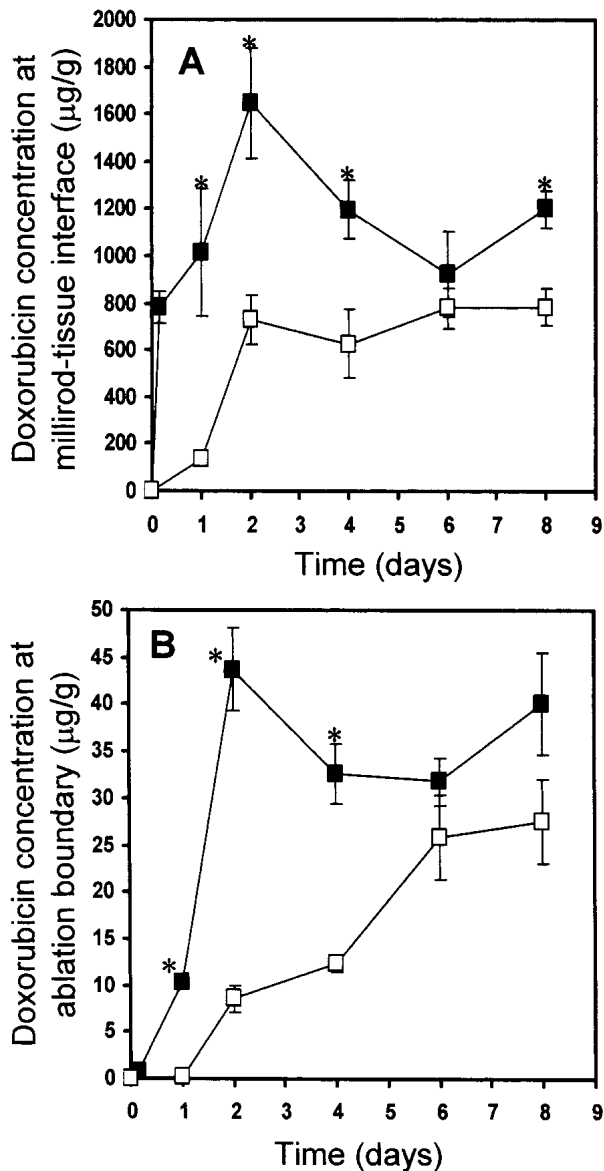 A
Doxorubicin concentration at
millirod-tissue interface (μg/g)
2000
1800
1600
1400
1200
1000
800
600
400
200
0
*
*
*
*
0 1 2 3 4 5 6 7 8 9
Time (days)
B
Doxorubicin concentration at
ablation boundary (μg/g)
50
45
40
35
30
25
20
15
10
5
0
*
*
*
0 1 2 3 4 5 6 7 8 9
Time (days)